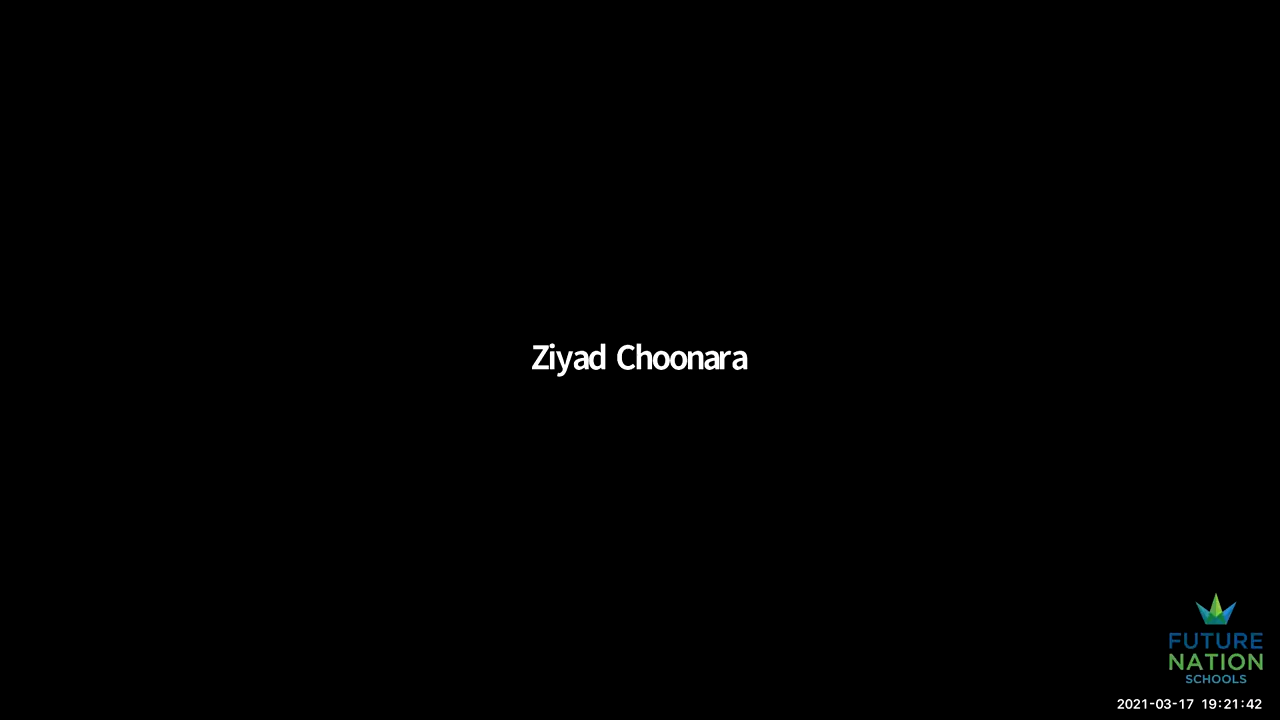 Ziyad Choonara
FUTURE
NATION
SCHOOLS
2021-03-17 19:21:42